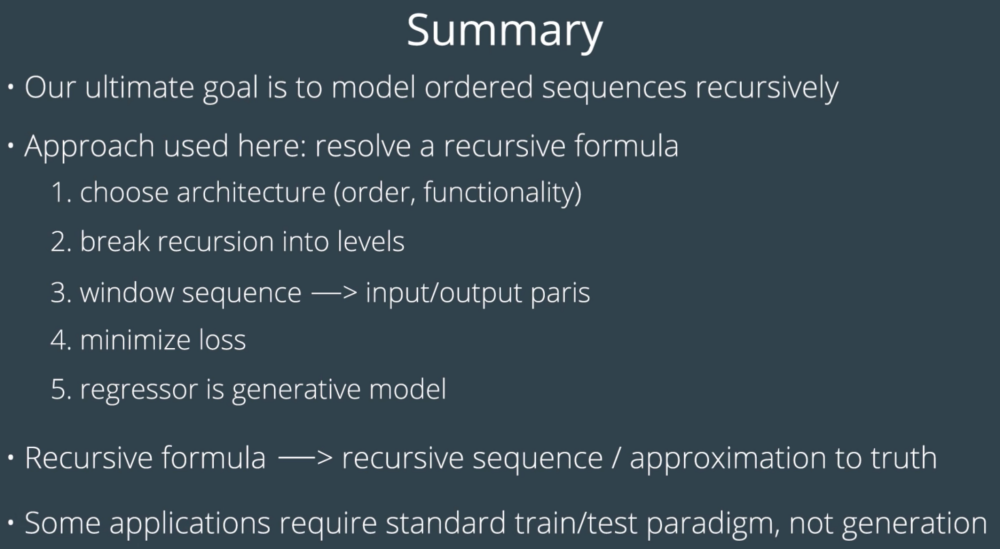 Summary
• Our ultimate goal is to model ordered sequences recursively
• Approach used here: resolve a recursive formula
1. choose architecture (order, functionality)
2. break recursion into levels
3. window sequence —> input/output paris
4. minimize loss
5. regressor is generative model
• Recursive formula —> recursive sequence / approximation to truth
• Some applications require standard train/test paradigm, not generation